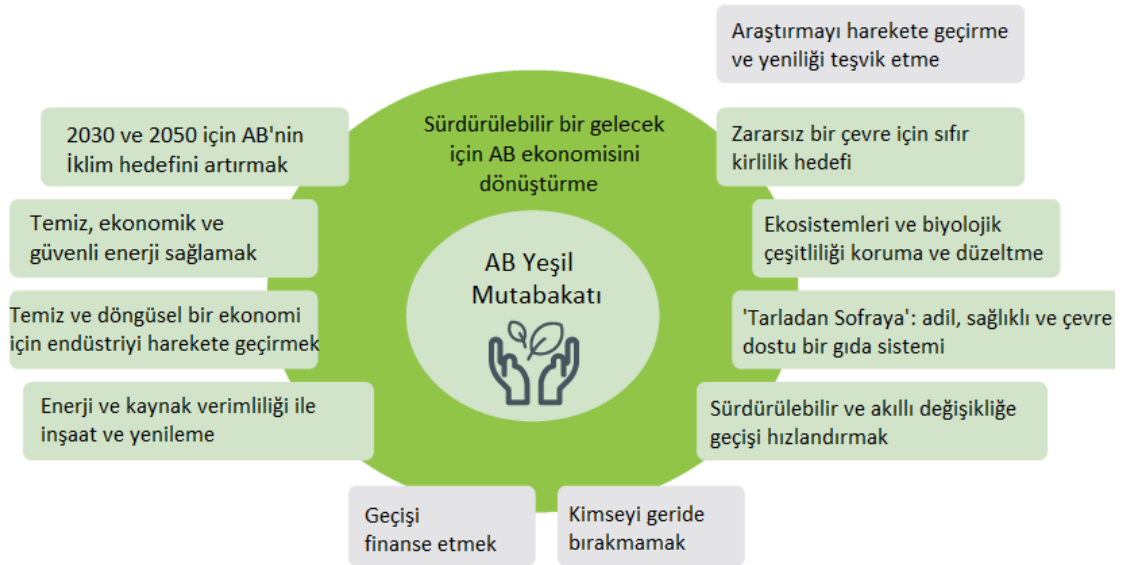 Araştırmayı harekete geçirme
ve yeniliği teşvik etme
Sürdürülebilir bir gelecek
için AB ekonomisini
dönüştürme
2030 ve 2050 için AB'nin
İklim hedefini artırmak
Zararsız bir çevre için sıfır
kirlilik hedefi
Temiz, ekonomik ve
güvenli enerji sağlamak
Ekosistemleri ve biyolojik
çeşitliliği koruma ve düzeltme
AB Yeşil
Mutabakatı
Temiz ve döngüsel bir ekonomi
için endüstriyi harekete geçirmek
'Tarladan Sofraya': adil, sağlıklı ve çevre
dostu bir gıda sistemi
Enerji ve kaynak verimliliği ile
inşaat ve yenileme
Sürdürülebilir ve akıllı değişikliğe
geçişi hızlandırmak
Geçişi
finanse etmek
Kimseyi geride
bırakmamak